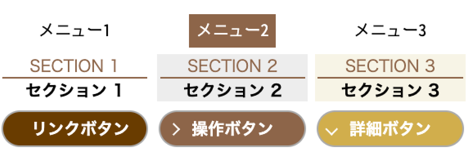 メニュー1 メニュー2 メニュー3
SECTION 1 SECTION 2 SECTION 3
セクション 1 セクション 2 セクション 3
リンクボタン 操作ボタン 詳細ボタン